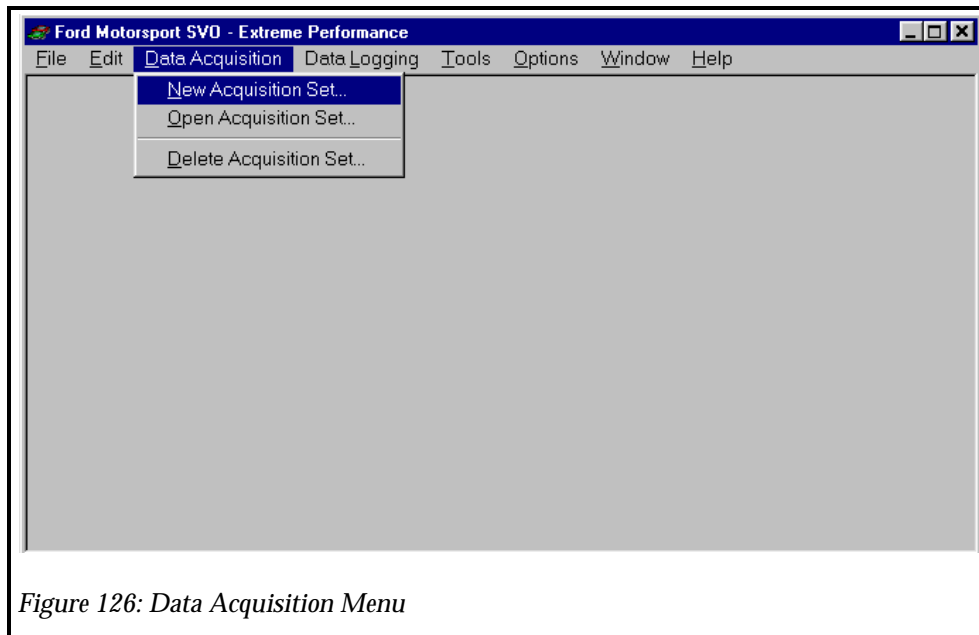 Ford Motorsport SVO - Extreme Performance
File Edit Data Acquisition Data Logging Tools Options Window Help
New Acquisition Set...
Open Acquisition Set...
Delete Acquisition Set...
Figure 126: Data Acquisition Menu